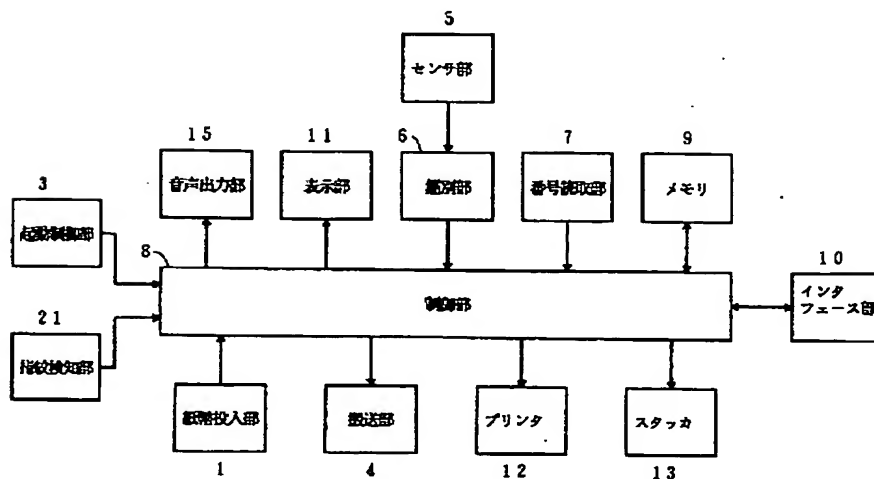 5
センサ部
15
11
6
7
9
3
音声出力部
表示部
鑑別部
番号読取部
メモリ
起動制御部
8
10
制御部
インタ
フェース部
21
指紋検知部
紙幣投入部
搬送部
プリンタ
スタッカ
1
4
12
13